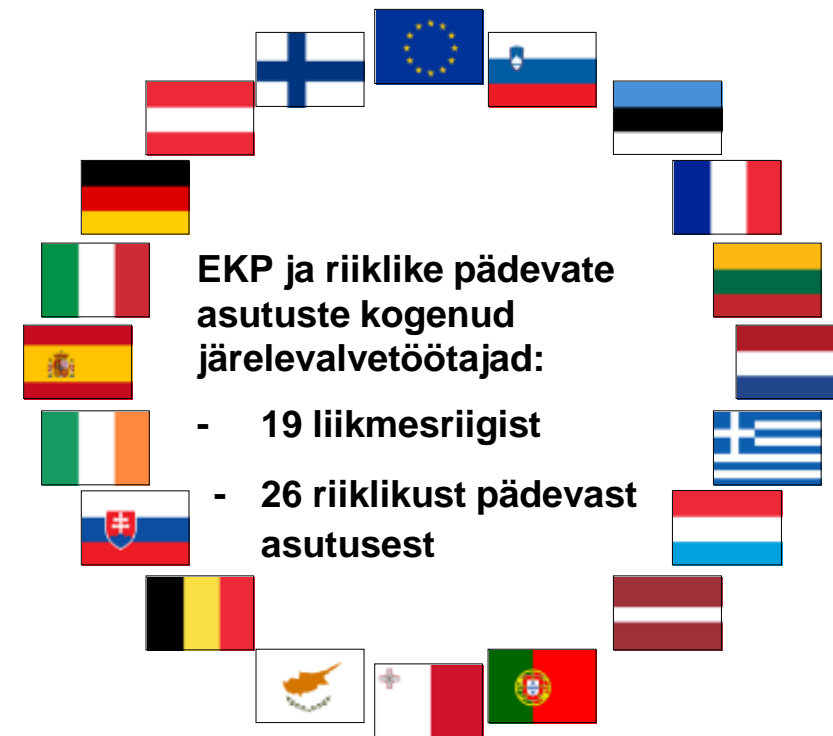 EKP ja riiklike pädevate
asutuste kogenud
järelevalvetöötajad:
- 19 liikmesriigist
- 26 riiklikust pädevast
asutusest